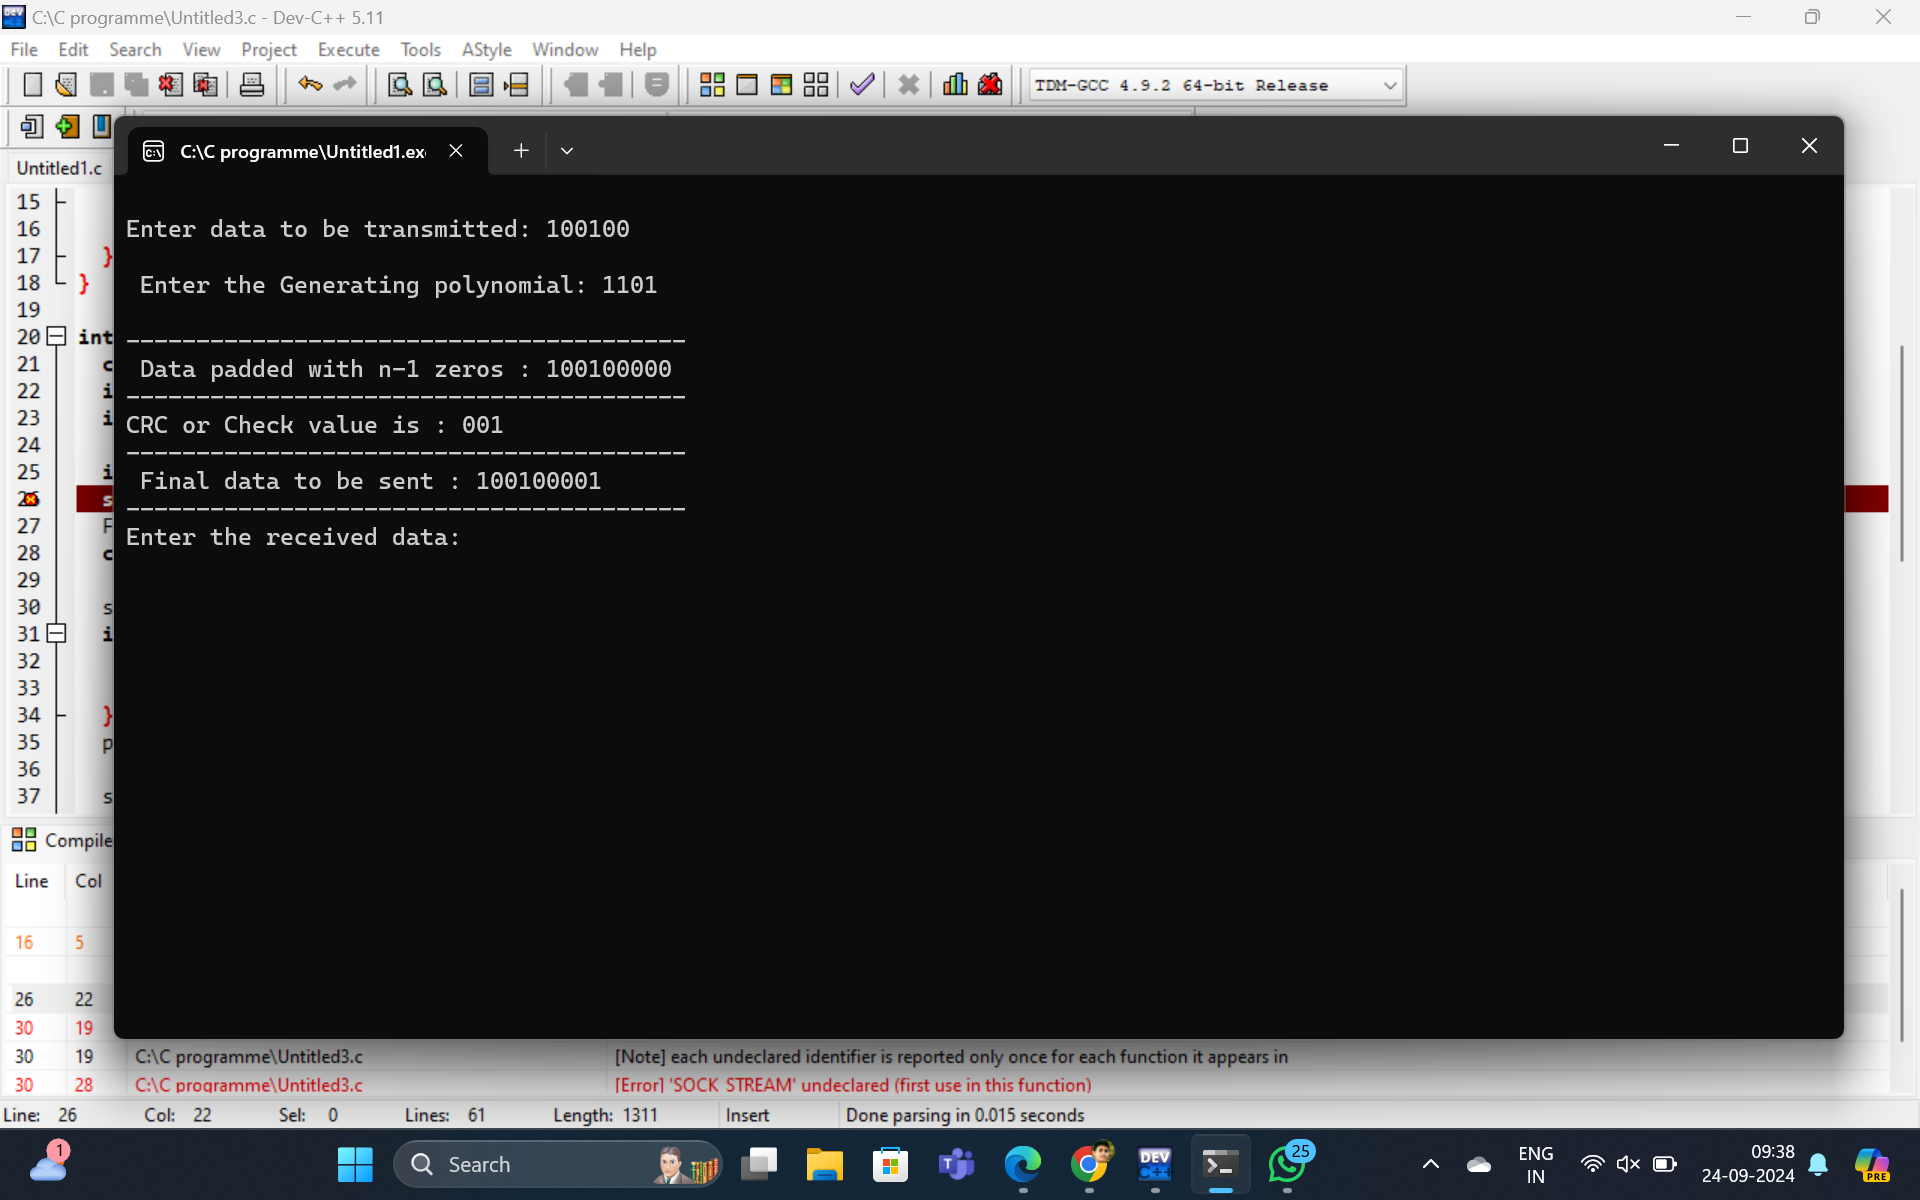 C:\C programme\Untitled3.c - Dev-C++ 5.11
File Edit Search View Project Execute Tools AStyle Window Help
TDM-GCC 4.9.2 64-bit Release
C:\C programme\Untitled1.ex
Untitled1.c
Enter data to be transmitted: 100100
Enter the Generating polynomial: 1101
----------------------------------------
Data padded with n-1 zeros : 100100000
----------------------------------------
CRC or Check value is : 001
----------------------------------------
Final data to be sent : 100100001
----------------------------------------
Enter the received data:
15
16
17 }
18 }
19
20 int
21 c
22 i
23 i
24
25 i
26 s
27 F
28 c
29
30 s
31 i
32
33
34 }
35 p
36
37 s
Compile
Line Col
16 5
26 22
30 19
30 19 C:\C programme\Untitled3.c [Note] each undeclared identifier is reported only once for each function it appears in
30 28 C:\C programme\Untitled3.c [Error] 'SOCK_STREAM' undeclared (first use in this function)
Line: 26 Col: 22 Sel: 0 Lines: 61 Length: 1311 Insert Done parsing in 0.015 seconds
1
Search
DEV C++
25
ENG
IN
09:38
24-09-2024
PRE